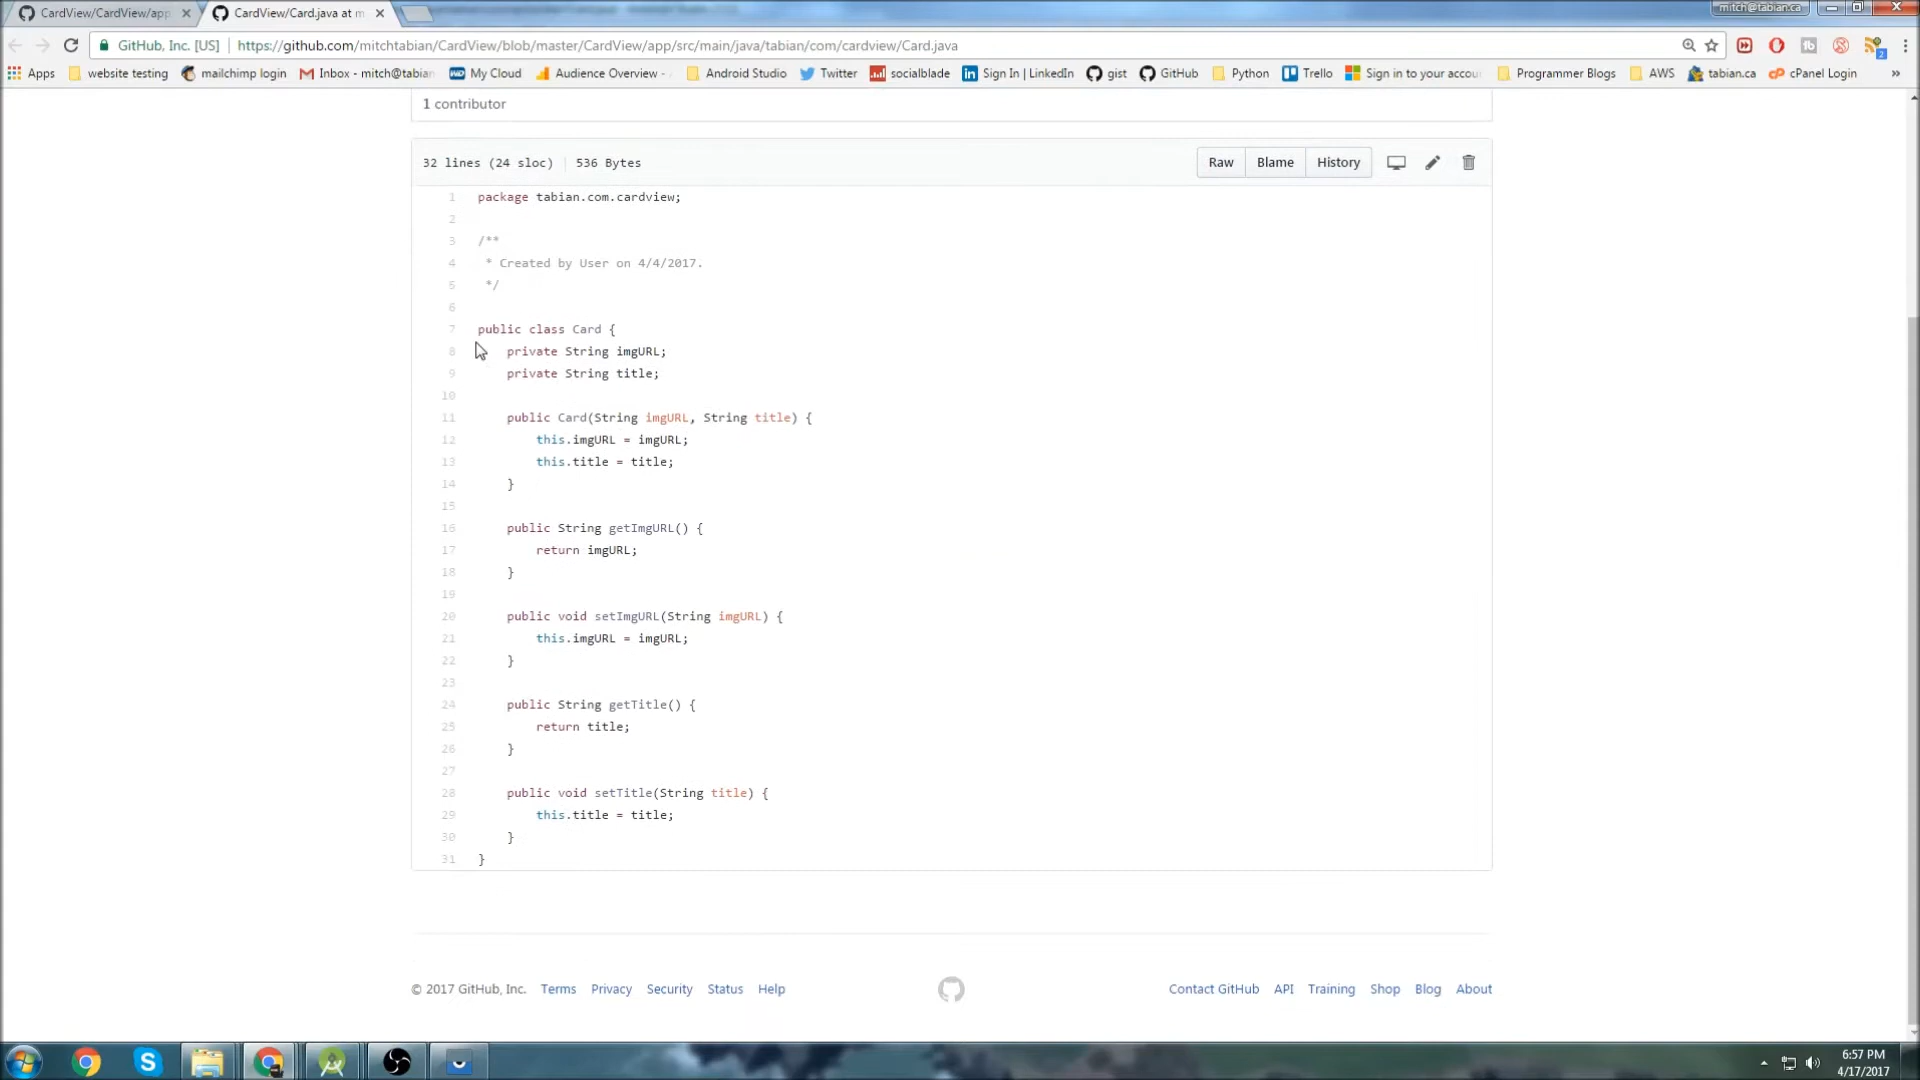 CardView/CardView/app
CardView/Card.java at m
mitch@tabian.ca
GitHub, Inc. [US]
https://github.com/mitchtabian/CardView/blob/master/CardView/app/src/main/java/tabian/com/cardview/Card.java
Apps website testing mailchimp login Inbox - mitch@tabian My Cloud Audience Overview - Android Studio Twitter socialblade Sign In | LinkedIn gist GitHub Python Trello Sign in to your accou Programmer Blogs AWS tabian.ca cPanel Login »
1 contributor
32 lines (24 sloc) 536 Bytes Raw Blame History
1 package tabian.com.cardview;
2
3 /**
4 * Created by User on 4/4/2017.
5 */
6
7 public class Card {
8 private String imgURL;
9 private String title;
10
11 public Card(String imgURL, String title) {
12 this.imgURL = imgURL;
13 this.title = title;
14 }
15
16 public String getImgURL() {
17 return imgURL;
18 }
19
20 public void setImgURL(String imgURL) {
21 this.imgURL = imgURL;
22 }
23
24 public String getTitle() {
25 return title;
26 }
27
28 public void setTitle(String title) {
29 this.title = title;
30 }
31 }
© 2017 GitHub, Inc. Terms Privacy Security Status Help Contact GitHub API Training Shop Blog About
6:57 PM
4/17/2017